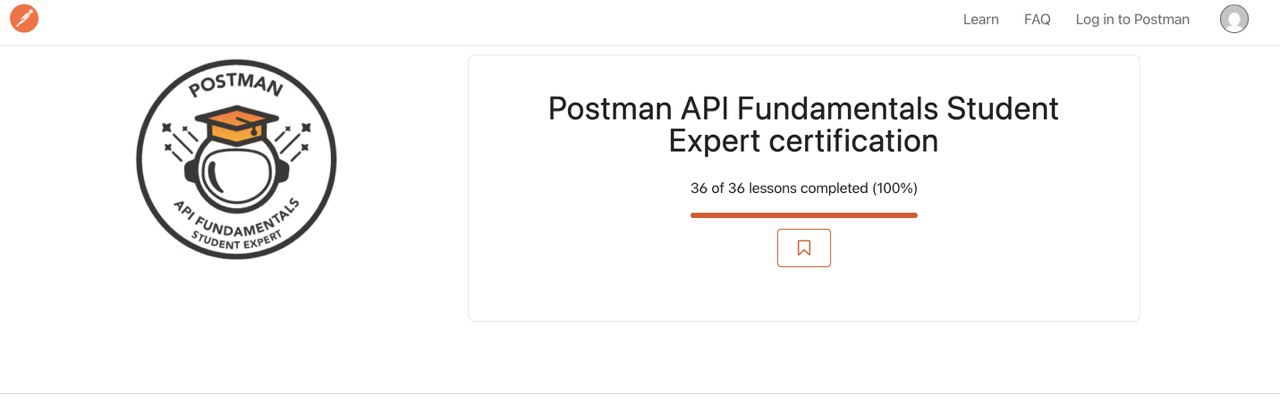 Learn FAQ Log in to Postman
POSTMAN
API FUNDAMENTALS
STUDENT EXPERT
Postman API Fundamentals Student
Expert certification
36 of 36 lessons completed (100%)